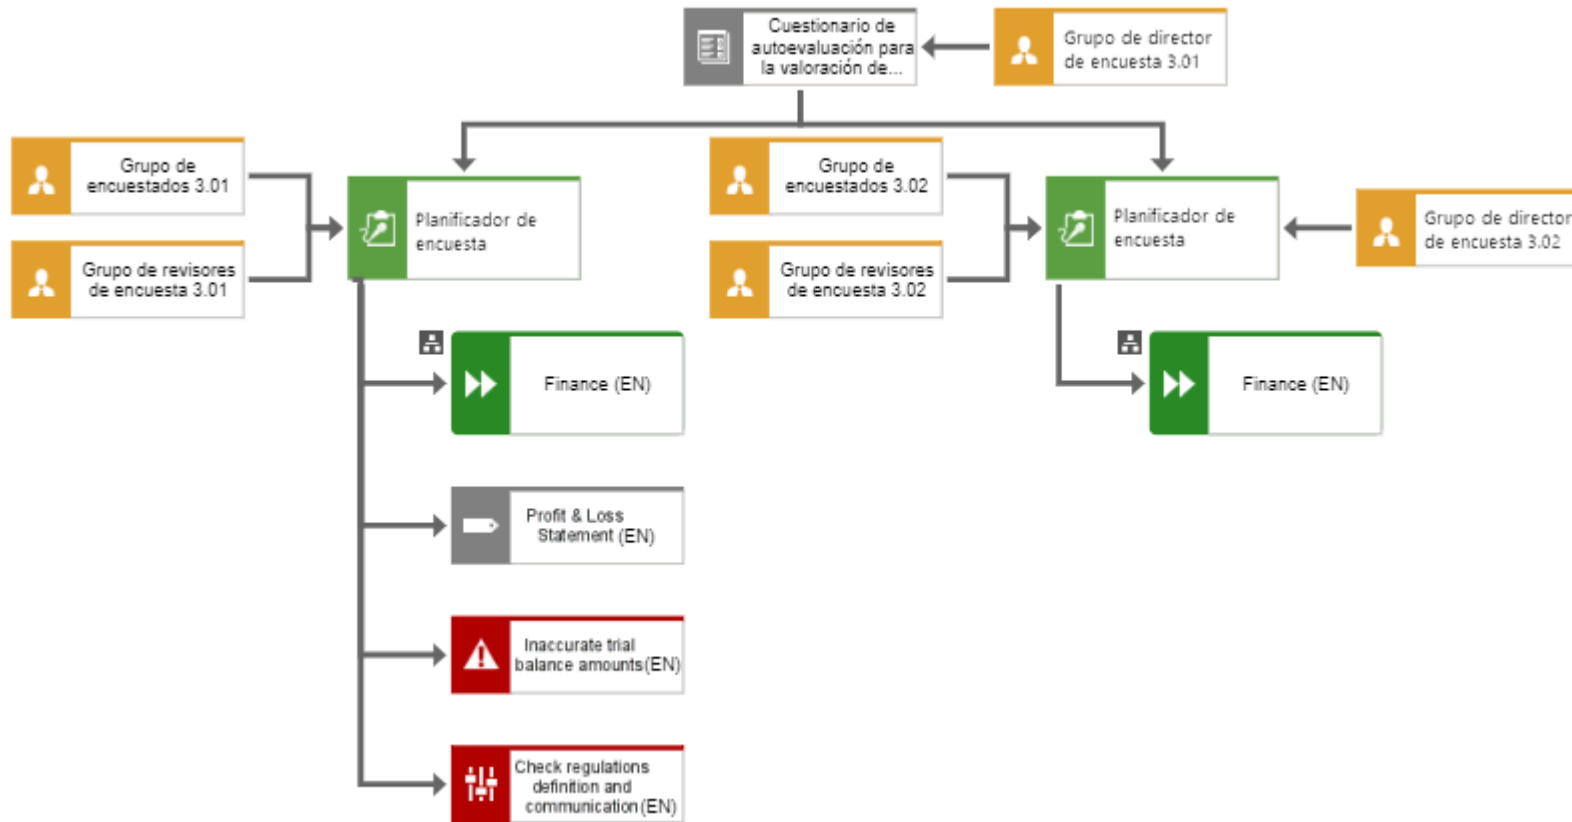 Cuestionario de
autoevaluación para
la valoración de...
Grupo de director
de encuesta 3.01
Grupo de
encuestados 3.01
Grupo de revisores
de encuesta 3.01
Planificador de
encuesta
Grupo de
encuestados 3.02
Grupo de revisores
de encuesta 3.02
Planificador de
encuesta
Grupo de director
de encuesta 3.02
Finance (EN)
Finance (EN)
Profit & Loss
Statement (EN)
Inaccurate trial
balance amounts(EN)
Check regulations
definition and
communication(EN)